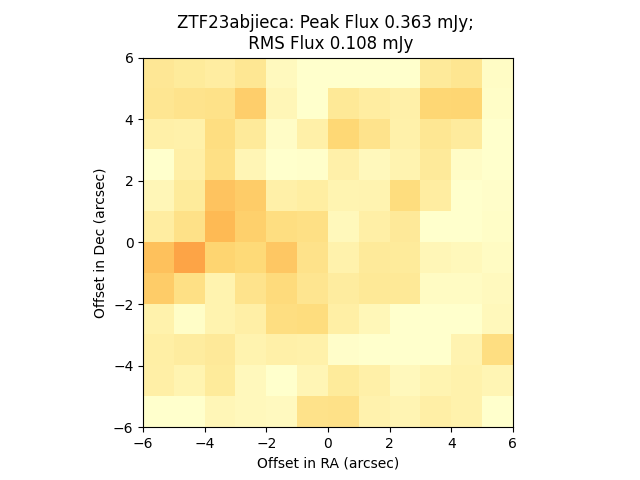 ZTF23abjieca: Peak Flux 0.363 mJy;
RMS Flux 0.108 mJy
6
4
2
0
−2
−4
−6
Offset in Dec (arcsec)
−6 −4 −2 0 2 4 6
Offset in RA (arcsec)